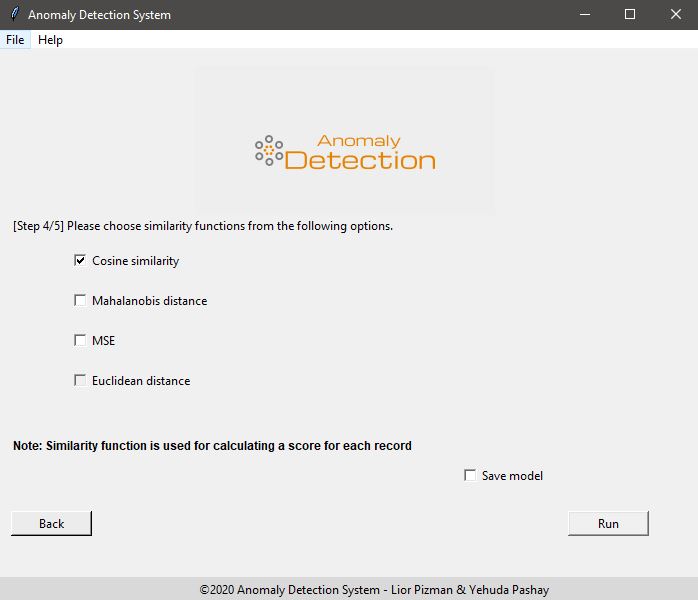 Anomaly Detection System
File Help
Anomaly
Detection
[Step 4/5] Please choose similarity functions from the following options.
Cosine similarity
Mahalanobis distance
MSE
Euclidean distance
Note: Similarity function is used for calculating a score for each record
Save model
Back Run
©2020 Anomaly Detection System - Lior Pizman & Yehuda Pashay